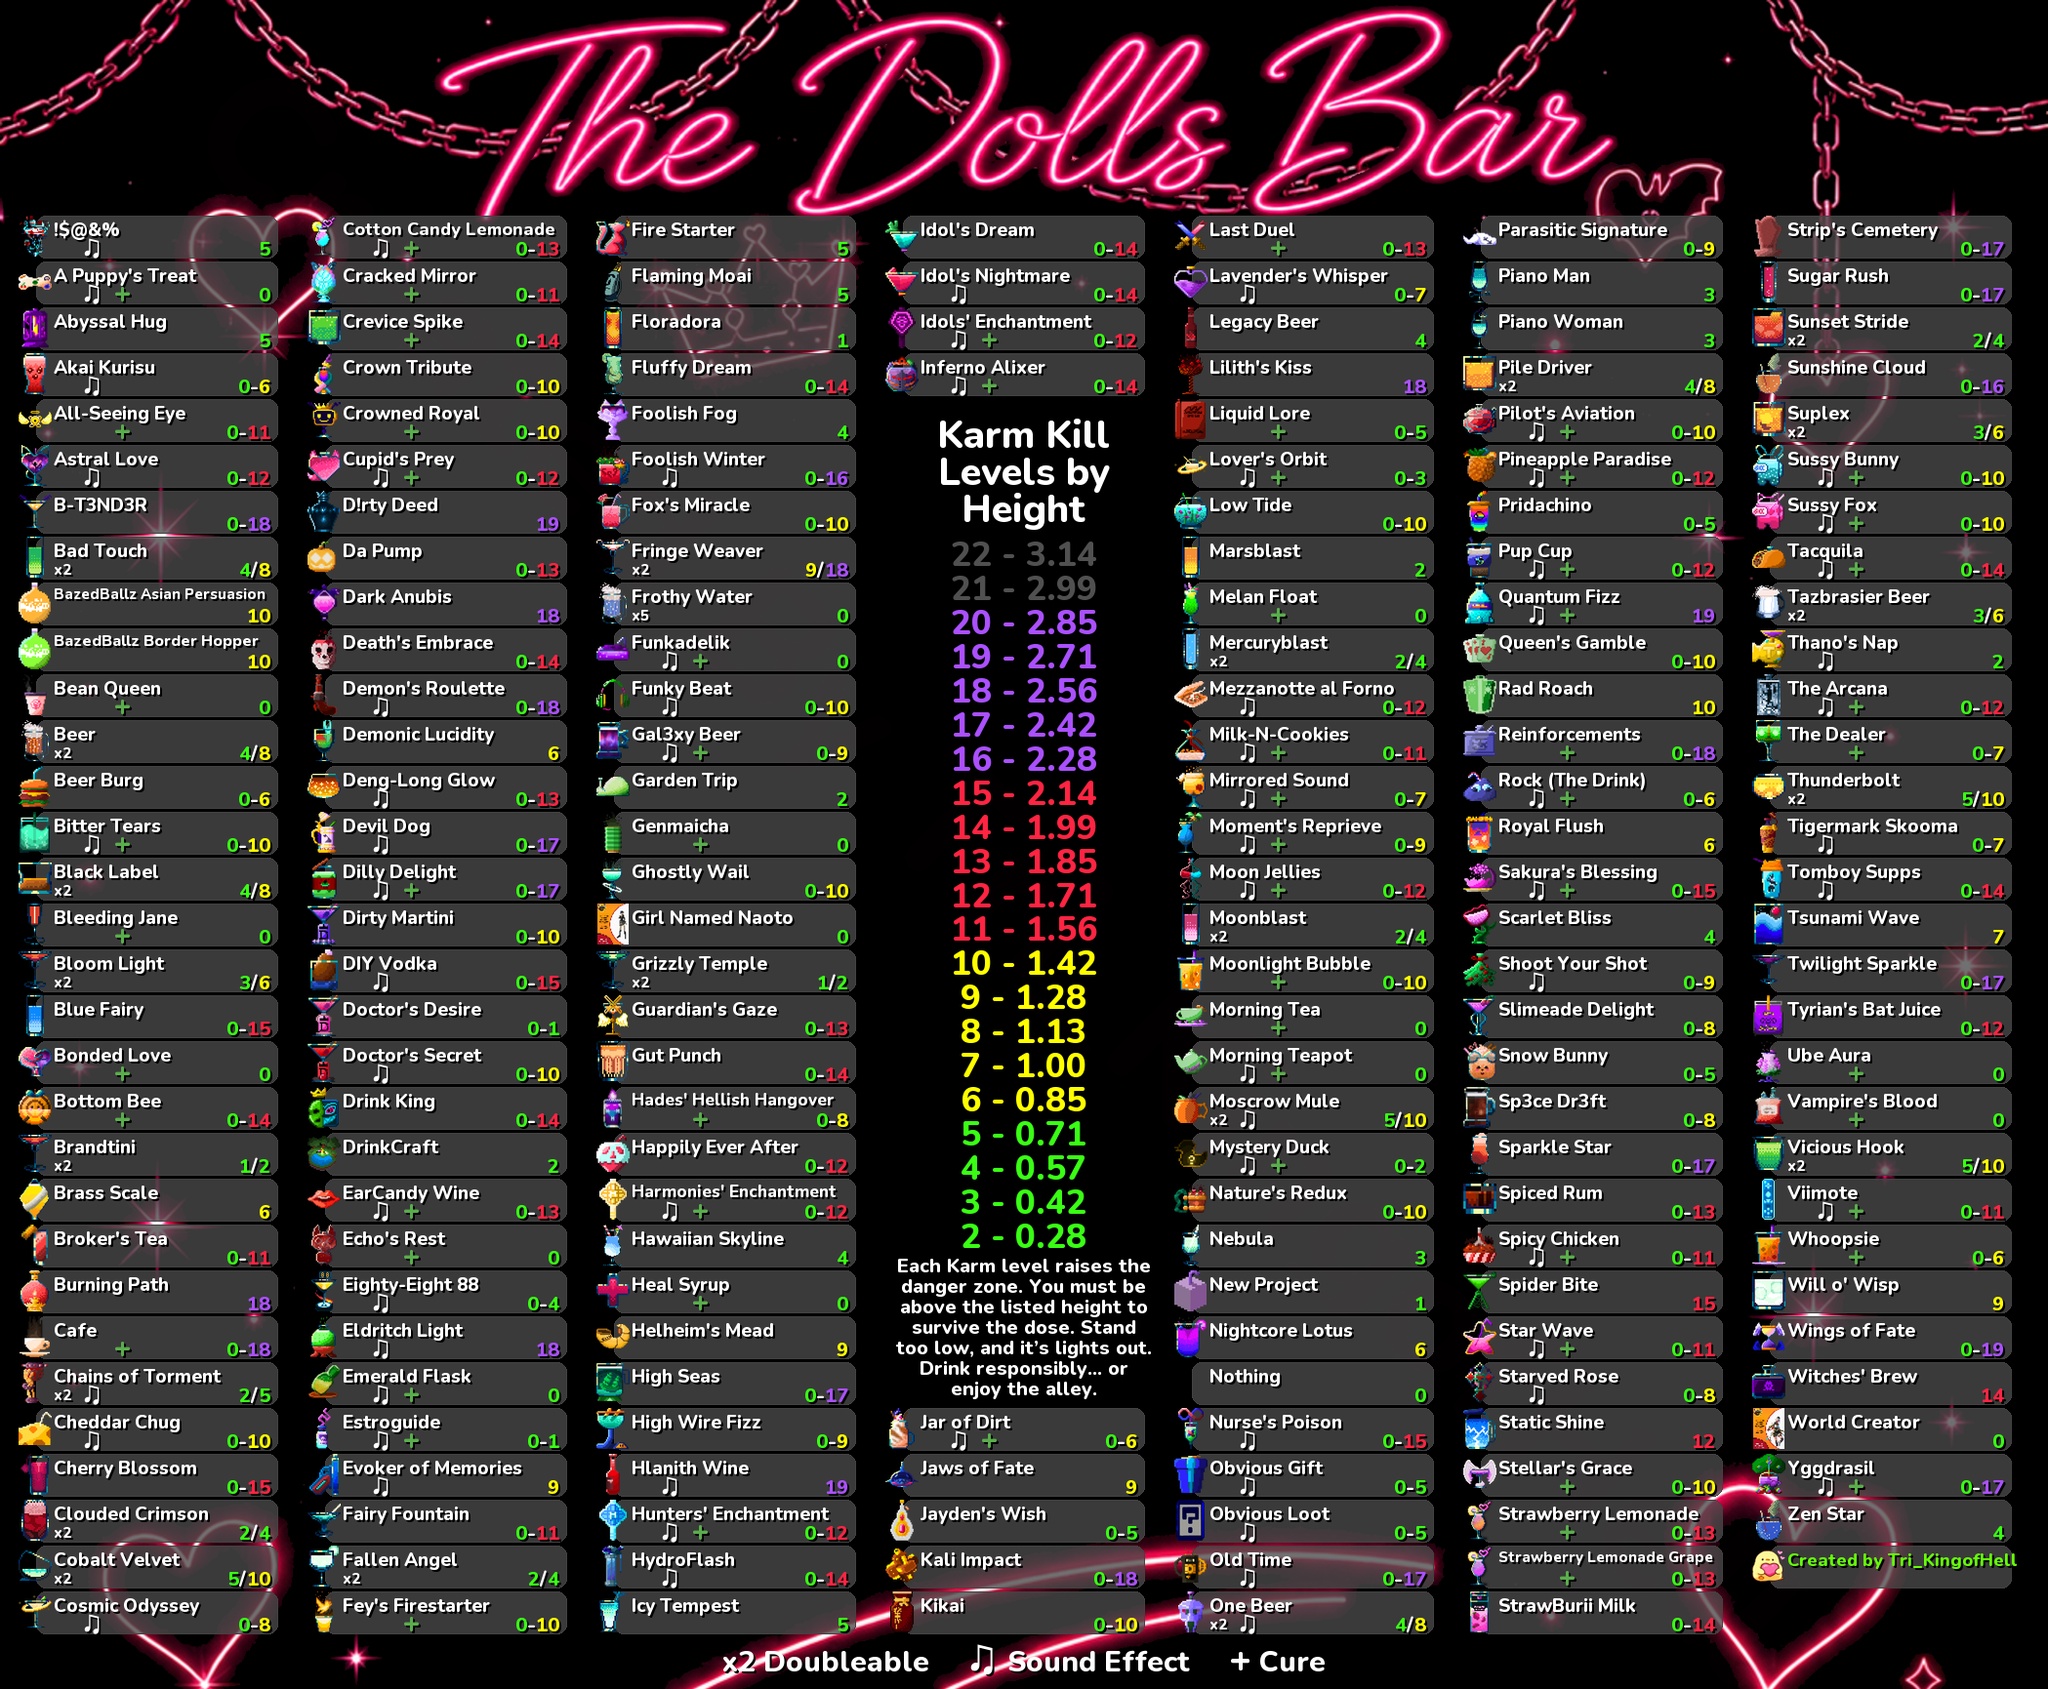 The Dolls Bar
!$@&%
♫ 5
A Puppy's Treat
♫ + 0
Abyssal Hug
5
Akai Kurisu
♫ 0-6
All-Seeing Eye
+ 0-11
Astral Love
♫ 0-12
B-T3ND3R
0-18
Bad Touch
x2 4/8
BazedBallz Asian Persuasion
10
BazedBallz Border Hopper
10
Bean Queen
+ 0
Beer
x2 4/8
Beer Burg
0-6
Bitter Tears
♫ + 0-10
Black Label
x2 4/8
Bleeding Jane
+ 0
Bloom Light
x2 3/6
Blue Fairy
0-15
Bonded Love
+ 0
Bottom Bee
+ 0-14
Brandtini
x2 1/2
Brass Scale
6
Broker's Tea
0-11
Burning Path
18
Cafe
+ 0-18
Chains of Torment
x2 ♫ 2/5
Cheddar Chug
♫ 0-10
Cherry Blossom
0-15
Clouded Crimson
x2 2/4
Cobalt Velvet
x2 5/10
Cosmic Odyssey
♫ 0-8
Cotton Candy Lemonade
♫ + 0-13
Cracked Mirror
+ 0-11
Crevice Spike
+ 0-14
Crown Tribute
0-10
Crowned Royal
+ 0-10
Cupid's Prey
♫ + 0-12
D!rty Deed
19
Da Pump
0-13
Dark Anubis
18
Death's Embrace
0-14
Demon's Roulette
♫ 0-18
Demonic Lucidity
6
Deng-Long Glow
♫ 0-13
Devil Dog
♫ 0-17
Dilly Delight
♫ + 0-17
Dirty Martini
0-10
DIY Vodka
♫ 0-15
Doctor's Desire
0-1
Doctor's Secret
♫ 0-10
Drink King
0-14
DrinkCraft
2
EarCandy Wine
♫ + 0-13
Echo's Rest
+ 0
Eighty-Eight 88
♫ 0-4
Eldritch Light
♫ 18
Emerald Flask
♫ + 0
Estroguide
♫ + 0-1
Evoker of Memories
♫ 9
Fairy Fountain
0-11
Fallen Angel
x2 2/4
Fey's Firestarter
+ 0-10
Fire Starter
5
Flaming Moai
5
Floradora
1
Fluffy Dream
0-14
Foolish Fog
4
Foolish Winter
♫ 0-16
Fox's Miracle
0-10
Fringe Weaver
x2 9/18
Frothy Water
x5 0
Funkadelik
♫ + 0
Funky Beat
♫ 0-10
Gal3xy Beer
♫ + 0-9
Garden Trip
2
Genmaicha
+ 0
Ghostly Wail
0-10
Girl Named Naoto
0
Grizzly Temple
x2 1/2
Guardian's Gaze
0-13
Gut Punch
0-14
Hades' Hellish Hangover
+ 0-8
Happily Ever After
0-12
Harmonies' Enchantment
♫ + 0-12
Hawaiian Skyline
4
Heal Syrup
+ 0
Helheim's Mead
9
High Seas
0-17
High Wire Fizz
0-9
Hlanith Wine
19
Hunters' Enchantment
♫ + 0-12
HydroFlash
♫ 0-14
Icy Tempest
5
Idol's Dream
0-14
Idol's Nightmare
♫ 0-14
Idols' Enchantment
♫ + 0-12
Inferno Alixer
♫ + 0-14
Karm Kill
Levels by
Height
22 - 3.14
21 - 2.99
20 - 2.85
19 - 2.71
18 - 2.56
17 - 2.42
16 - 2.28
15 - 2.14
14 - 1.99
13 - 1.85
12 - 1.71
11 - 1.56
10 - 1.42
9 - 1.28
8 - 1.13
7 - 1.00
6 - 0.85
5 - 0.71
4 - 0.57
3 - 0.42
2 - 0.28
Each Karm level raises the
danger zone. You must be
above the listed height to
survive the dose. Stand
too low, and it's lights out.
Drink responsibly... or
enjoy the alley.
Jar of Dirt
♫ + 0-6
Jaws of Fate
9
Jayden's Wish
0-5
Kali Impact
0-18
Kikai
0-10
Last Duel
+ 0-13
Lavender's Whisper
♫ 0-7
Legacy Beer
4
Lilith's Kiss
18
Liquid Lore
+ 0-5
Lover's Orbit
♫ + 0-3
Low Tide
0-10
Marsblast
2
Melan Float
+ 0
Mercuryblast
x2 2/4
Mezzanotte al Forno
♫ 0-12
Milk-N-Cookies
♫ + 0-11
Mirrored Sound
♫ + 0-7
Moment's Reprieve
♫ + 0-9
Moon Jellies
♫ + 0-12
Moonblast
x2 2/4
Moonlight Bubble
+ 0-10
Morning Tea
+ 0
Morning Teapot
♫ + 0
Moscrow Mule
x2 ♫ 5/10
Mystery Duck
♫ + 0-2
Nature's Redux
0-10
Nebula
3
New Project
1
Nightcore Lotus
6
Nothing
0
Nurse's Poison
♫ 0-15
Obvious Gift
♫ 0-5
Obvious Loot
♫ 0-5
Old Time
♫ 0-17
One Beer
x2 ♫ 4/8
Parasitic Signature
0-9
Piano Man
3
Piano Woman
3
Pile Driver
x2 4/8
Pilot's Aviation
♫ + 0-10
Pineapple Paradise
♫ + 0-12
Pridachino
0-5
Pup Cup
♫ + 0-12
Quantum Fizz
♫ + 19
Queen's Gamble
0-10
Rad Roach
10
Reinforcements
+ 0-18
Rock (The Drink)
♫ + 0-6
Royal Flush
6
Sakura's Blessing
♫ + 0-15
Scarlet Bliss
4
Shoot Your Shot
♫ 0-9
Slimeade Delight
0-8
Snow Bunny
0-5
Sp3ce Dr3ft
0-8
Sparkle Star
0-17
Spiced Rum
0-13
Spicy Chicken
♫ + 0-11
Spider Bite
15
Star Wave
♫ + 0-11
Starved Rose
♫ 0-8
Static Shine
12
Stellar's Grace
+ 0-10
Strawberry Lemonade
+ 0-13
Strawberry Lemonade Grape
+ 0-13
StrawBurii Milk
0-14
Strip's Cemetery
0-17
Sugar Rush
0-17
Sunset Stride
x2 2/4
Sunshine Cloud
0-16
Suplex
x2 3/6
Sussy Bunny
♫ + 0-10
Sussy Fox
♫ + 0-10
Tacquila
♫ + 0-14
Tazbrasier Beer
x2 3/6
Thano's Nap
♫ 2
The Arcana
♫ + 0-12
The Dealer
+ 0-7
Thunderbolt
x2 5/10
Tigermark Skooma
♫ 0-7
Tomboy Supps
♫ 0-14
Tsunami Wave
7
Twilight Sparkle
0-17
Tyrian's Bat Juice
0-12
Ube Aura
+ 0
Vampire's Blood
+ 0
Vicious Hook
x2 5/10
Viimote
♫ + 0-11
Whoopsie
+ 0-6
Will o' Wisp
9
Wings of Fate
0-19
Witches' Brew
14
World Creator
0
Yggdrasil
♫ + 0-17
Zen Star
4
Created by Tri_KingofHell
x2 Doubleable ♫ Sound Effect + Cure